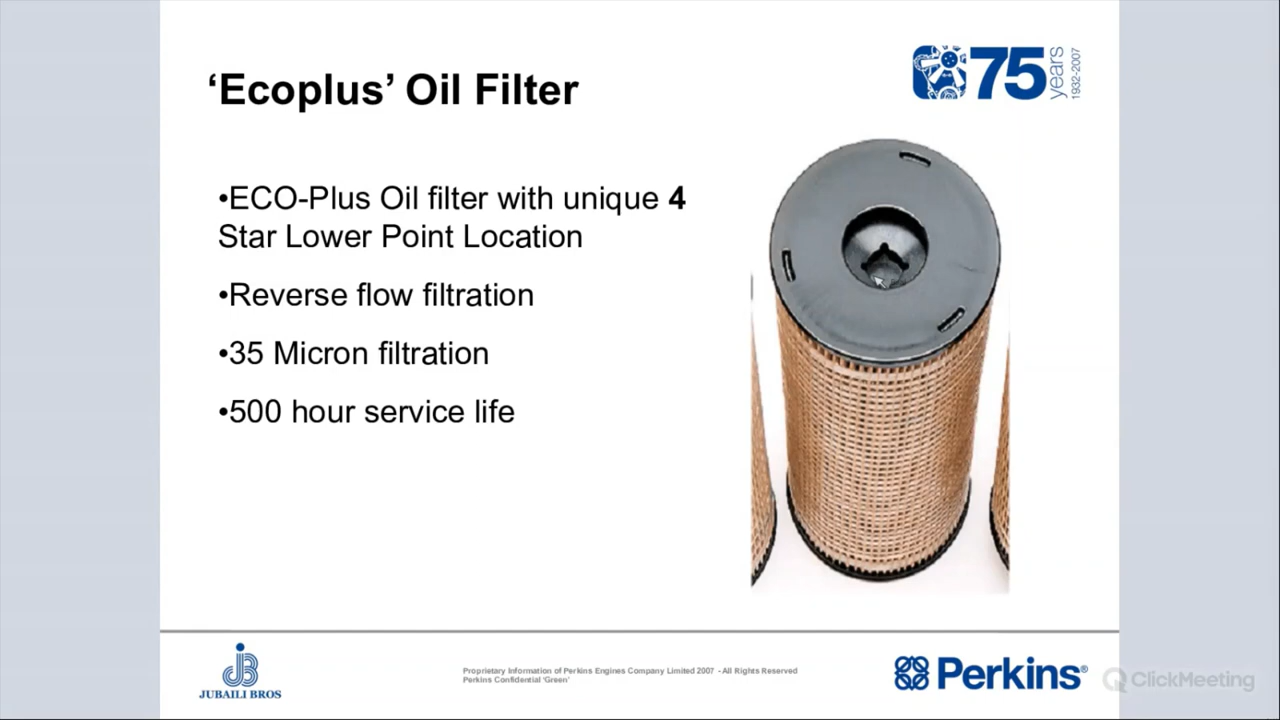 ‘Ecoplus’ Oil Filter
75 years 1932-2007
•ECO-Plus Oil filter with unique 4
Star Lower Point Location
•Reverse flow filtration
•35 Micron filtration
•500 hour service life
JUBAILI BROS
Proprietary Information of Perkins Engines Company Limited 2007 - All Rights Reserved
Perkins Confidential ‘Green’
Perkins®
ClickMeeting